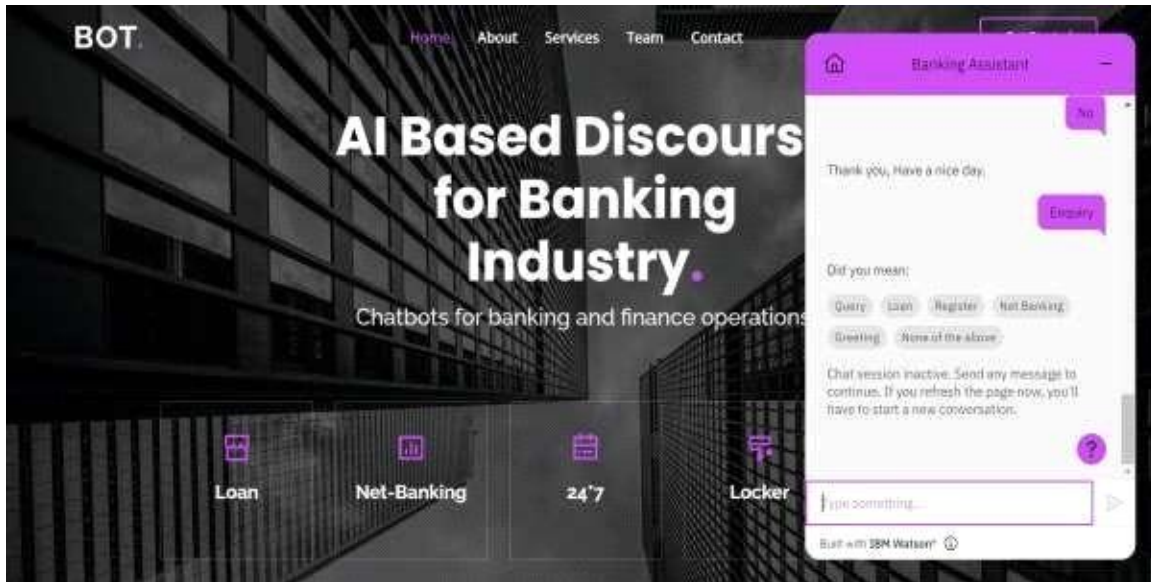 BOT.
Home About Services Team Contact
AI Based Discours
for Banking
Industry.
Chatbots for banking and finance operations
Loan
Net-Banking
24*7
Locker
Banking Assistant
No
Thank you, Have a nice day.
Enquiry
Did you mean:
Query Loan Register Net Banking
Greeting None of the above
Chat session inactive. Send any message to
continue. If you refresh the page now, you'll
have to start a new conversation.
?
Type something...
Built with IBM Watson®